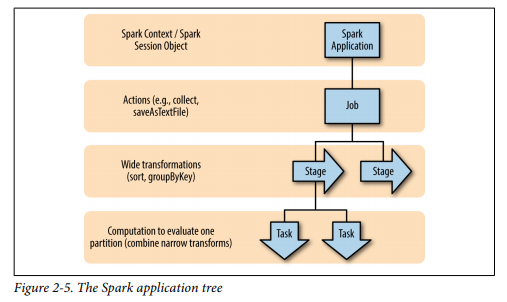 Spark Context / Spark
Session Object
Spark
Application
Actions (e.g., collect,
saveAsTextFile)
Job
Wide transformations
(sort, groupByKey)
Stage
Stage
Computation to evaluate one
partition (combine narrow transforms)
Task
Task
Figure 2-5. The Spark application tree